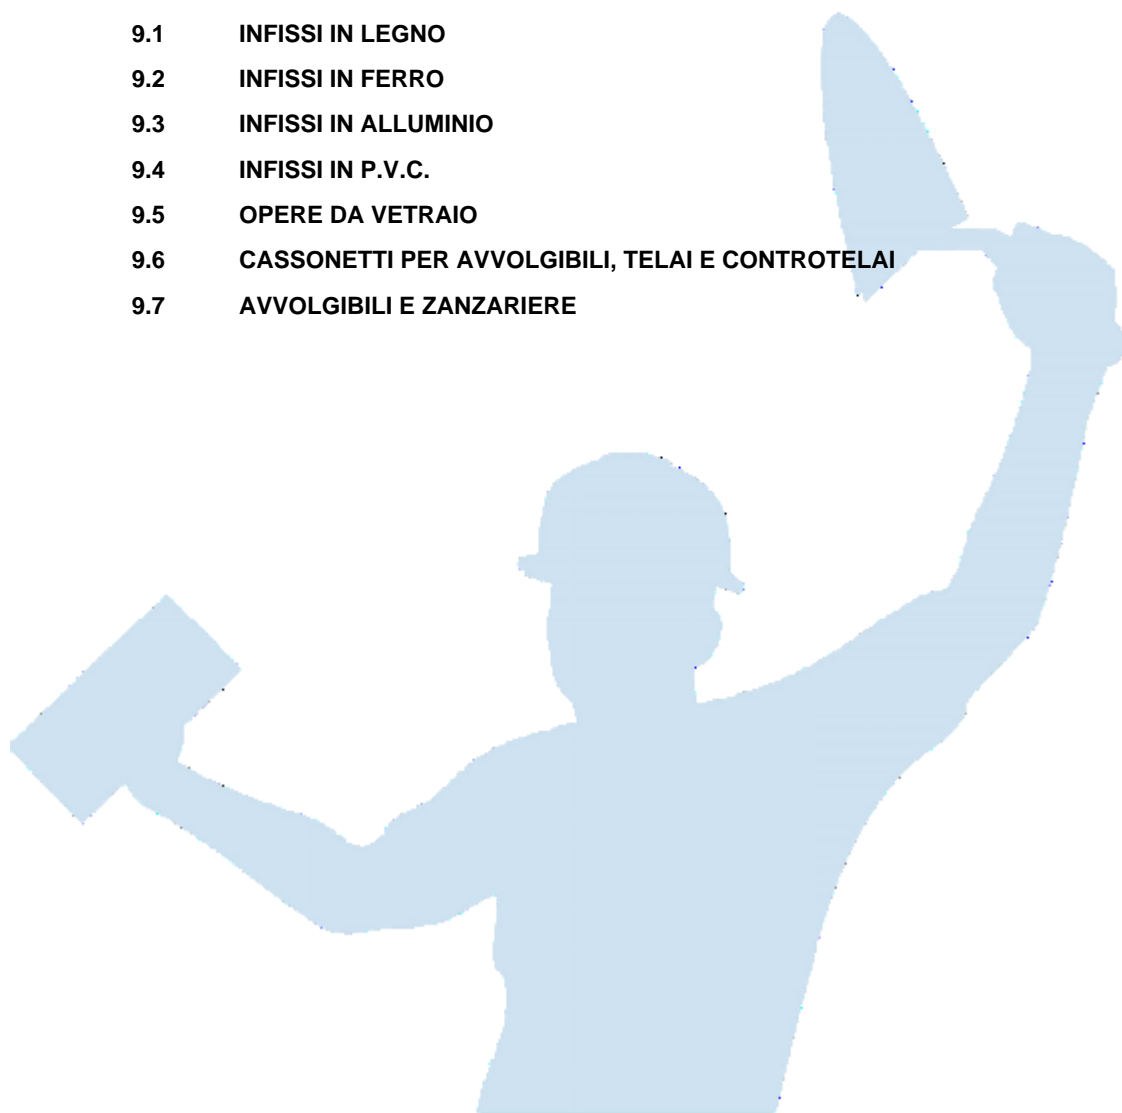 9.1 INFISSI IN LEGNO
9.2 INFISSI IN FERRO
9.3 INFISSI IN ALLUMINIO
9.4 INFISSI IN P.V.C.
9.5 OPERE DA VETRAIO
9.6 CASSONETTI PER AVVOLGIBILI, TELAI E CONTROTELAI
9.7 AVVOLGIBILI E ZANZARIERE